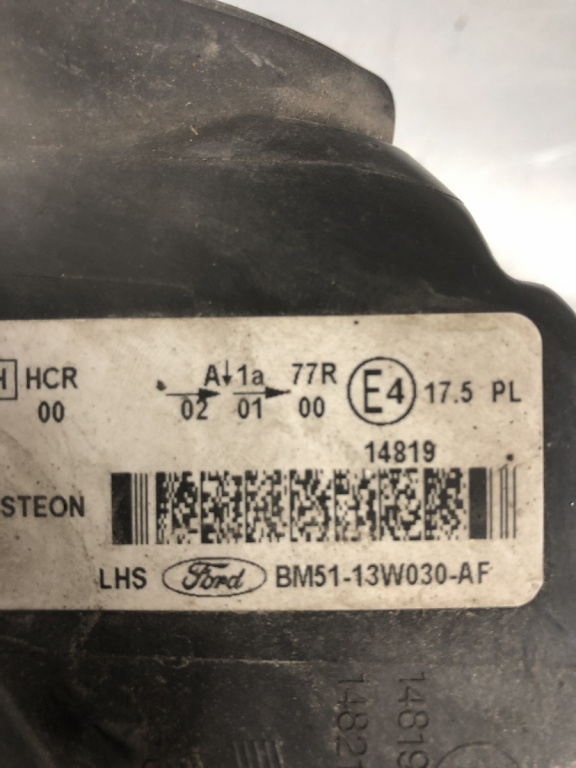 HCR A↓1a 77R E4 17.5 PL
00 02 01 00
14819
STEON
LHS Ford BM51-13W030-AF
14819
1482